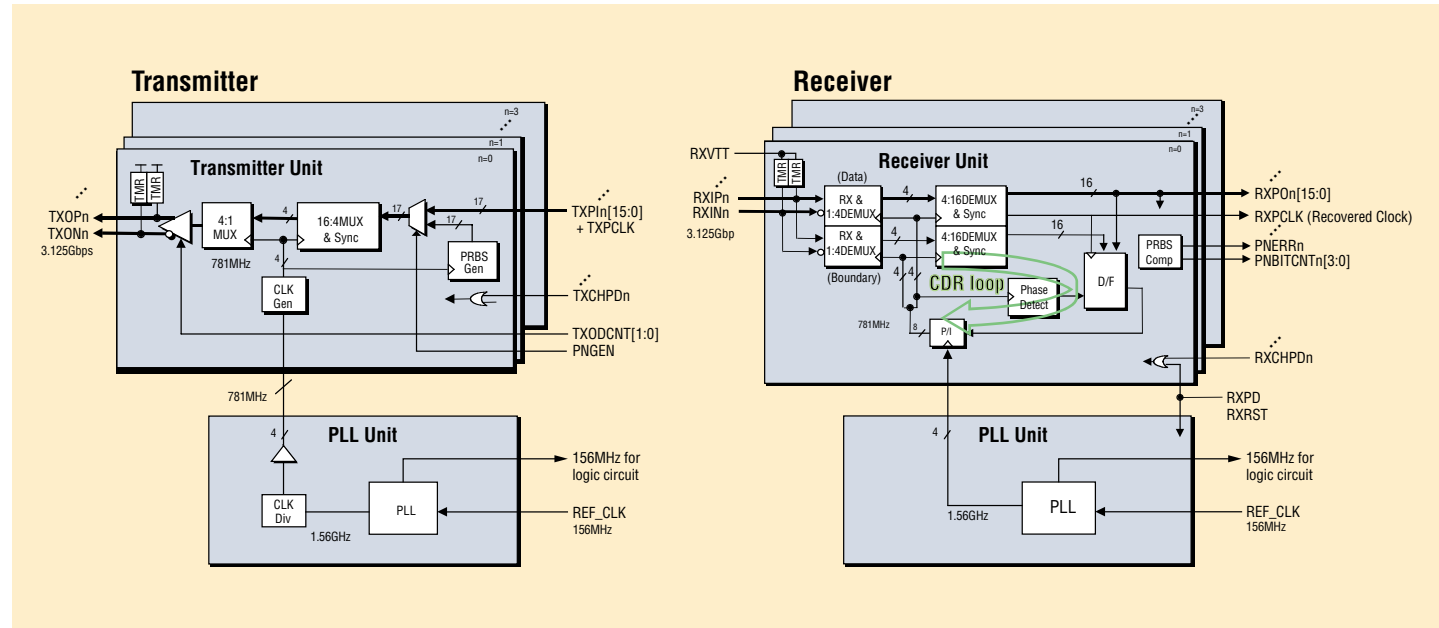 Transmitter
n=3
n=1
n=0
Transmitter Unit
TMR
TMR
TXOPn
TXONn
3.125Gbps
4:1
MUX
4
16:4MUX
& Sync
17
17
17
TXPIn[15:0]
+ TXPCLK
781MHz
4
PRBS
Gen
CLK
Gen
TXCHPDn
TXODCNT[1:0]
PNGEN
781MHz
PLL Unit
4
156MHz for
logic circuit
CLK
Div
PLL
1.56GHz
REF_CLK
156MHz
Receiver
n=3
n=1
n=0
Receiver Unit
RXVTT
TMR
TMR
(Data)
RXIPn
RXINn
3.125Gbp
RX &
1:4DEMUX
4
4:16DEMUX
& Sync
16
RXPOn[15:0]
RXPCLK (Recovered Clock)
RX &
1:4DEMUX
4
4:16DEMUX
& Sync
16
PRBS
Comp
PNERRn
PNBITCNTn[3:0]
(Boundary)
4
4
CDR loop
Phase
Detect
D/F
781MHz
8
P/I
RXCHPDn
RXPD
RXRST
PLL Unit
4
156MHz for
logic circuit
PLL
1.56GHz
REF_CLK
156MHz